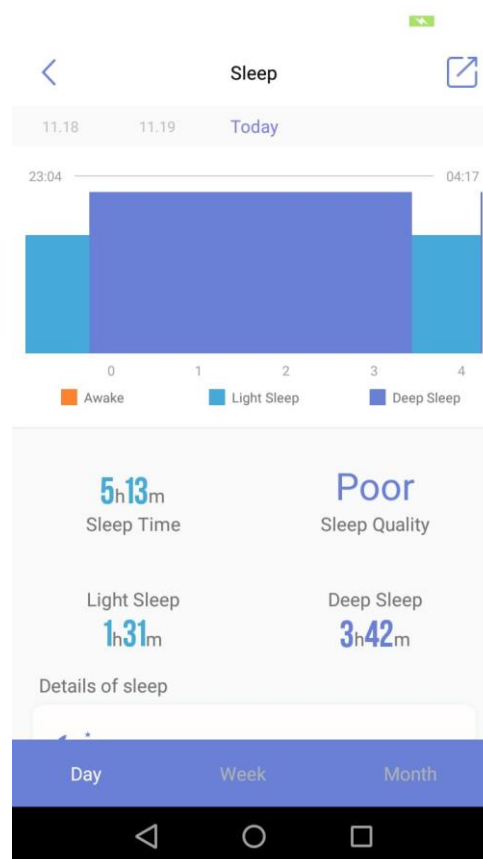 Sleep
11.18 11.19 Today
23:04 04:17
0 1 2 3 4
Awake Light Sleep Deep Sleep
5h13m Poor
Sleep Time Sleep Quality
Light Sleep Deep Sleep
1h31m 3h42m
Details of sleep
Day Week Month